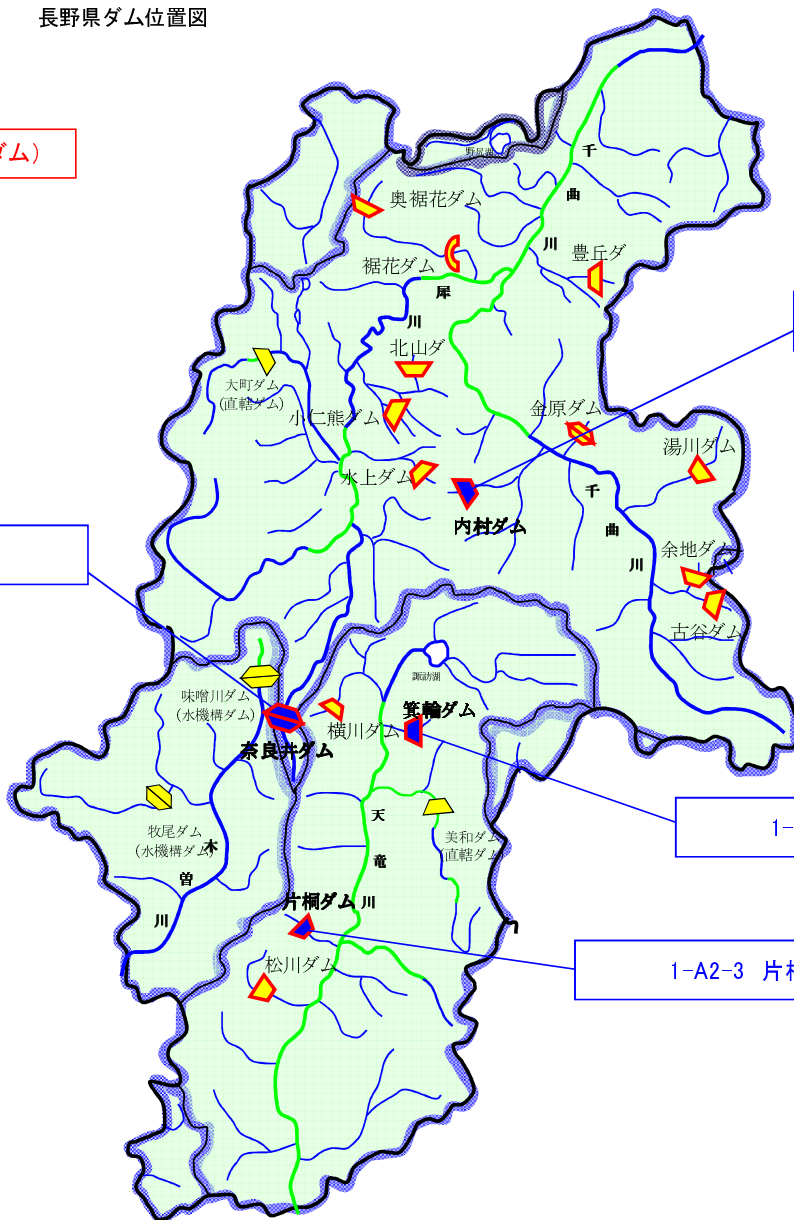 長野県ダム位置図
ダム）
野尻湖
千
曲
川
奥裾花ダム
裾花ダム
豊丘ダ
犀
川
北山ダ
大町ダム
(直轄ダム)
小仁熊ダム
金原ダム
湯川ダム
水上ダム
内村ダム
千
曲
川
余地ダム
古谷ダム
諏訪湖
味噌川ダム
(水機構ダム)
箕輪ダム
横川ダム
奈良井ダム
牧尾ダム
(水機構ダム)
木
曽
川
天
竜
川
美和ダム
(直轄ダム)
1-
片桐ダム
1-A2-3 片
松川ダム